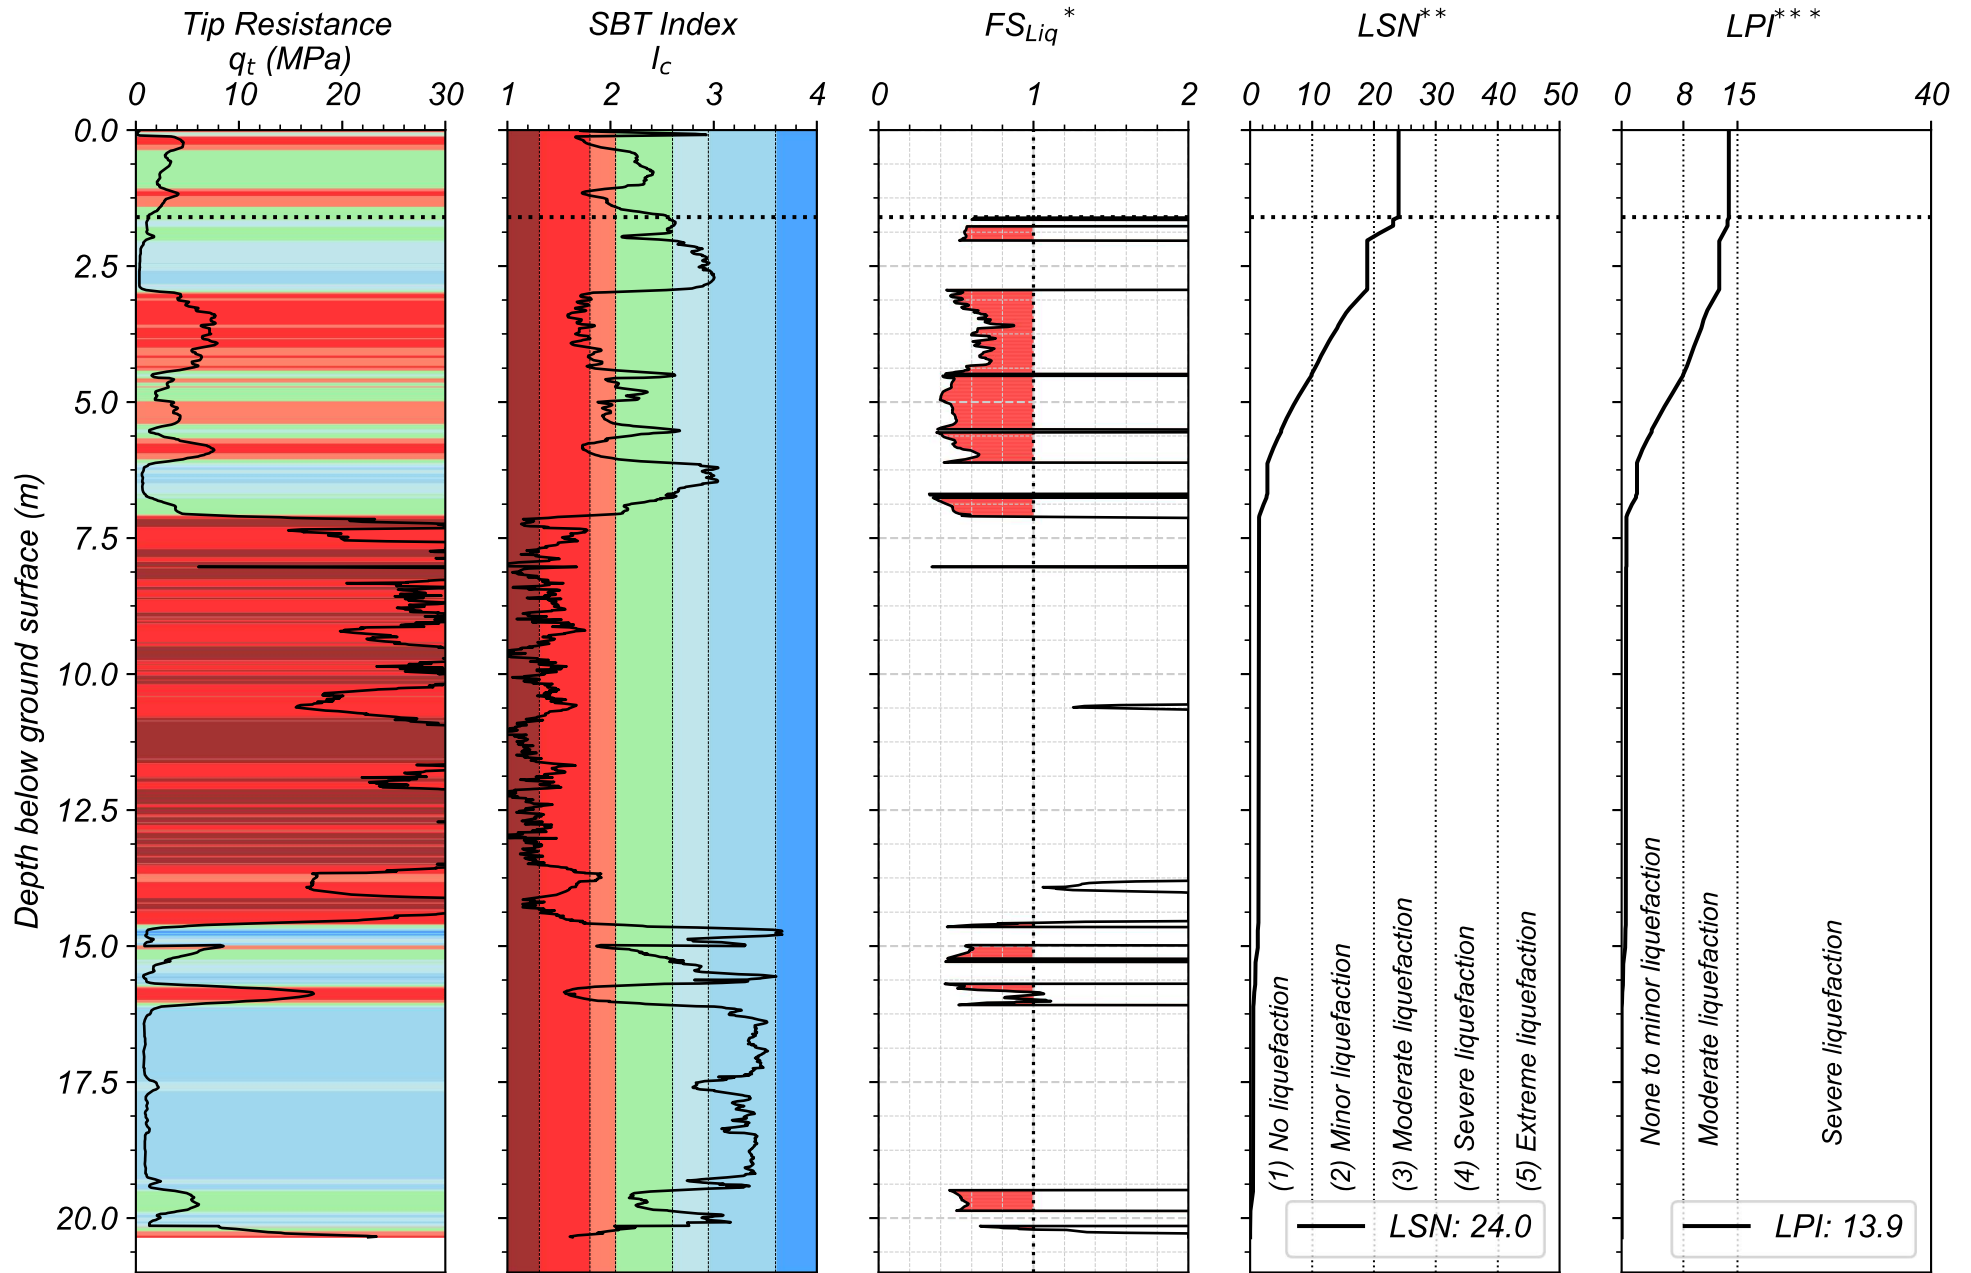 Tip Resistance
q_t (MPa)
0 10 20 30
SBT Index
I_c
1 2 3 4
FS_Liq *
0 1 2
LSN**
0 10 20 30 40 50
LPI***
0 8 15 40
Depth below ground surface (m)
0.0
2.5
5.0
7.5
10.0
12.5
15.0
17.5
20.0
(1) No liquefaction
(2) Minor liquefaction
(3) Moderate liquefaction
(4) Severe liquefaction
(5) Extreme liquefaction
LSN: 24.0
None to minor liquefaction
Moderate liquefaction
Severe liquefaction
LPI: 13.9